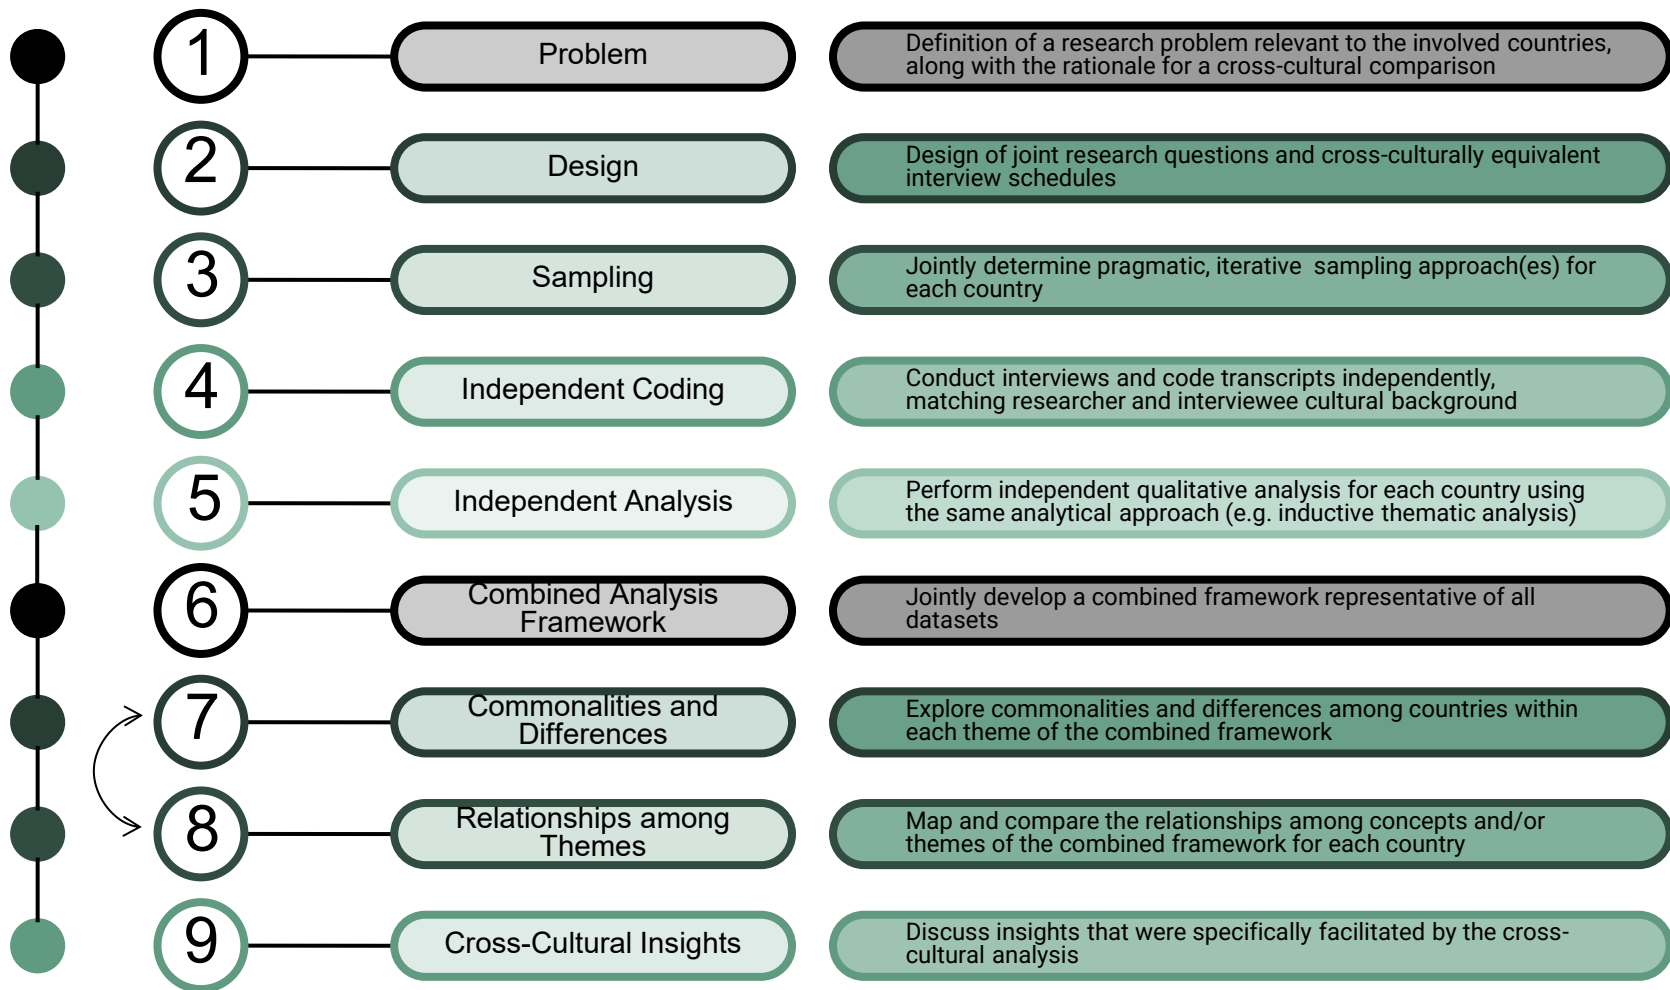 1
Problem
Definition of a research problem relevant to the involved countries,
along with the rationale for a cross-cultural comparison
2
Design
Design of joint research questions and cross-culturally equivalent
interview schedules
3
Sampling
Jointly determine pragmatic, iterative  sampling approach(es) for
each country
4
Independent Coding
Conduct interviews and code transcripts independently,
matching researcher and interviewee cultural background
5
Independent Analysis
Perform independent qualitative analysis for each country using
the same analytical approach (e.g. inductive thematic analysis)
6
Combined Analysis
Framework
Jointly develop a combined framework representative of all
datasets
7
Commonalities and
Differences
Explore commonalities and differences among countries within
each theme of the combined framework
8
Relationships among
Themes
Map and compare the relationships among concepts and/or
themes of the combined framework for each country
9
Cross-Cultural Insights
Discuss insights that were specifically facilitated by the cross-
cultural analysis